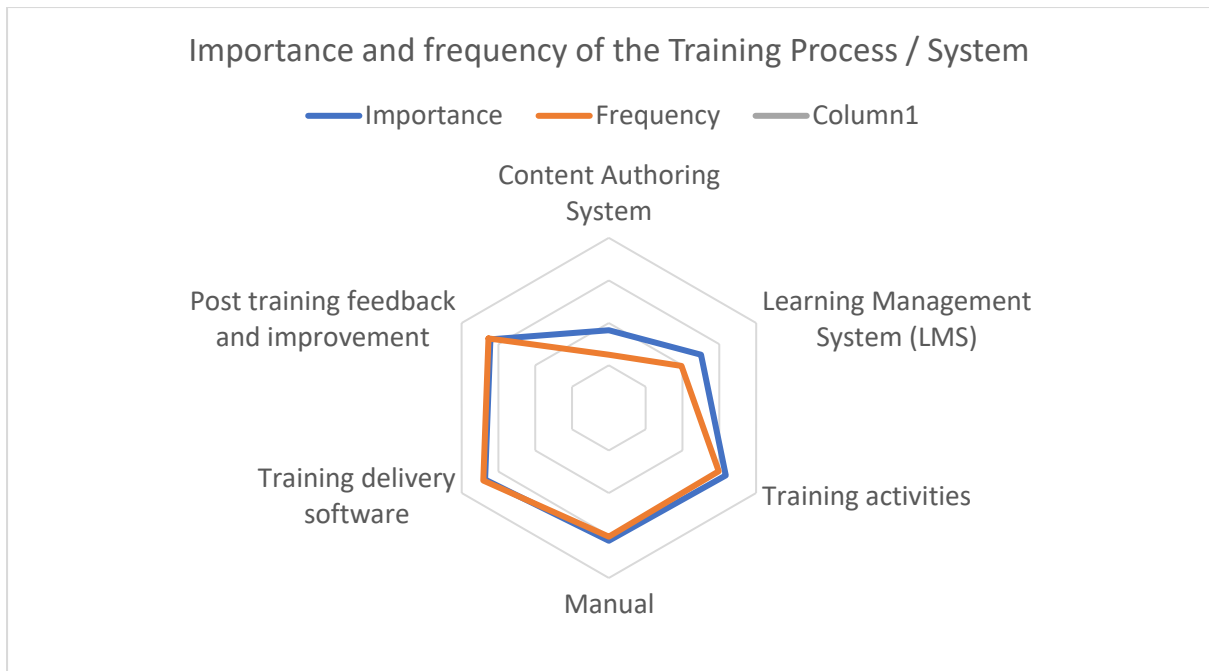 Importance and frequency of the Training Process / System
Importance Frequency Column1
Content Authoring
System
Learning Management
System (LMS)
Training activities
Manual
Training delivery
software
Post training feedback
and improvement